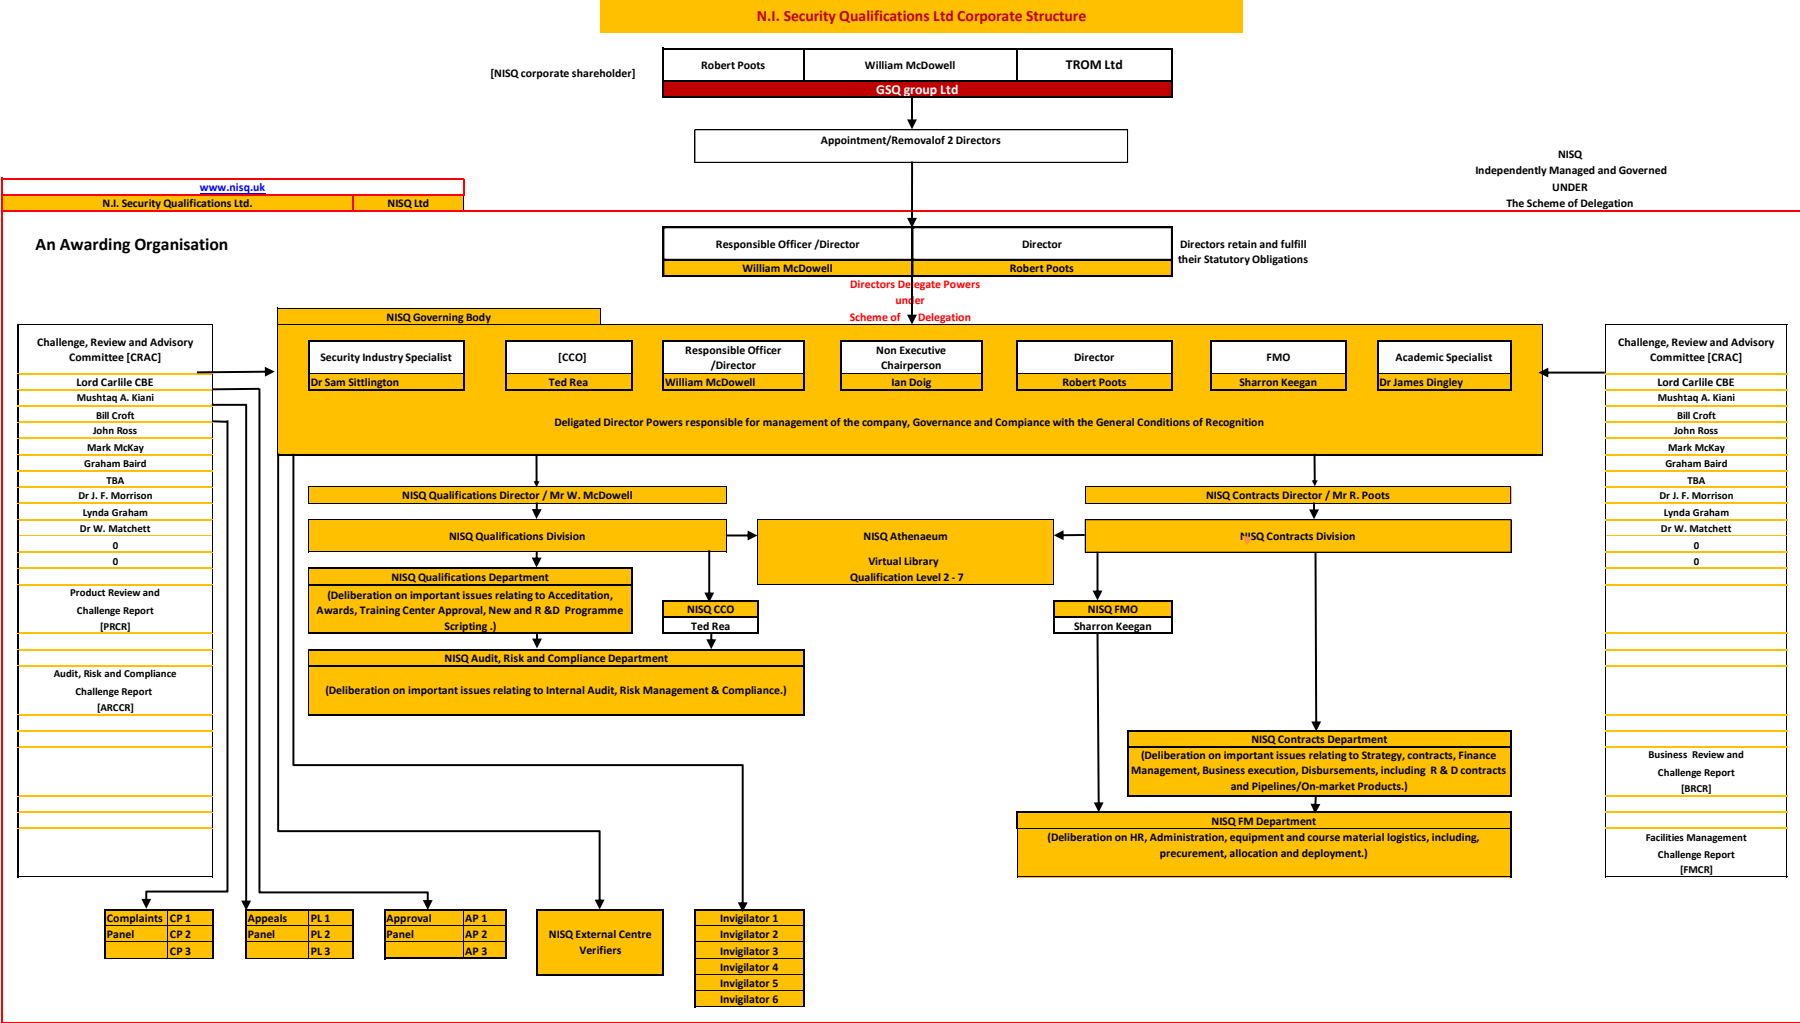 N.I. Security Qualifications Ltd Corporate Structure
[NISQ corporate shareholder]
Robert Poots
William McDowell
TROM Ltd
GSQ group Ltd
Appointment/Removalof 2 Directors
NISQ
Independently Managed and Governed
UNDER
The Scheme of Delegation
www.nisq.uk
N.I. Security Qualifications Ltd.
NISQ Ltd
An Awarding Organisation
Responsible Officer /Director
Director
William McDowell
Robert Poots
Directors retain and fulfill
their Statutory Obligations
Directors Delegate Powers
under
Scheme of Delegation
NISQ Governing Body
Security Industry Specialist
Dr Sam Sittlington
[CCO]
Ted Rea
Responsible Officer
/Director
William McDowell
Non Executive
Chairperson
Ian Doig
Director
Robert Poots
FMO
Sharron Keegan
Academic Specialist
Dr James Dingley
Deligated Director Powers responsible for management of the company, Governance and Compiance with the General Conditions of Recognition
Challenge, Review and Advisory
Committee [CRAC]
Lord Carlile CBE
Mushtaq A. Kiani
Bill Croft
John Ross
Mark McKay
Graham Baird
TBA
Dr J. F. Morrison
Lynda Graham
Dr W. Matchett
0
0
Product Review and
Challenge Report
[PRCR]
Audit, Risk and Compliance
Challenge Report
[ARCCR]
NISQ Qualifications Director / Mr W. McDowell
NISQ Qualifications Division
NISQ Qualifications Department
(Deliberation on important issues relating to Acceditation,
Awards, Training Center Approval, New and R &D Programme
Scripting .)
NISQ CCO
Ted Rea
NISQ Audit, Risk and Compliance Department
(Deliberation on important issues relating to Internal Audit, Risk Management & Compliance.)
NISQ Athenaeum
Virtual Library
Qualification Level 2 - 7
NISQ Contracts Director / Mr R. Poots
NISQ Contracts Division
NISQ FMO
Sharron Keegan
NISQ Contracts Department
(Deliberation on important issues relating to Strategy, contracts, Finance
Management, Business execution, Disbursements, including R & D contracts
and Pipelines/On-market Products.)
NISQ FM Department
(Deliberation on HR, Administration, equipment and course material logistics, including,
procurement, allocation and deployment.)
Challenge, Review and Advisory
Committee [CRAC]
Lord Carlile CBE
Mushtaq A. Kiani
Bill Croft
John Ross
Mark McKay
Graham Baird
TBA
Dr J. F. Morrison
Lynda Graham
Dr W. Matchett
0
0
Business Review and
Challenge Report
[BRCR]
Facilities Management
Challenge Report
[FMCR]
Complaints CP 1
Panel CP 2
CP 3
Appeals PL 1
Panel PL 2
PL 3
Approval AP 1
Panel AP 2
AP 3
NISQ External Centre
Verifiers
Invigilator 1
Invigilator 2
Invigilator 3
Invigilator 4
Invigilator 5
Invigilator 6